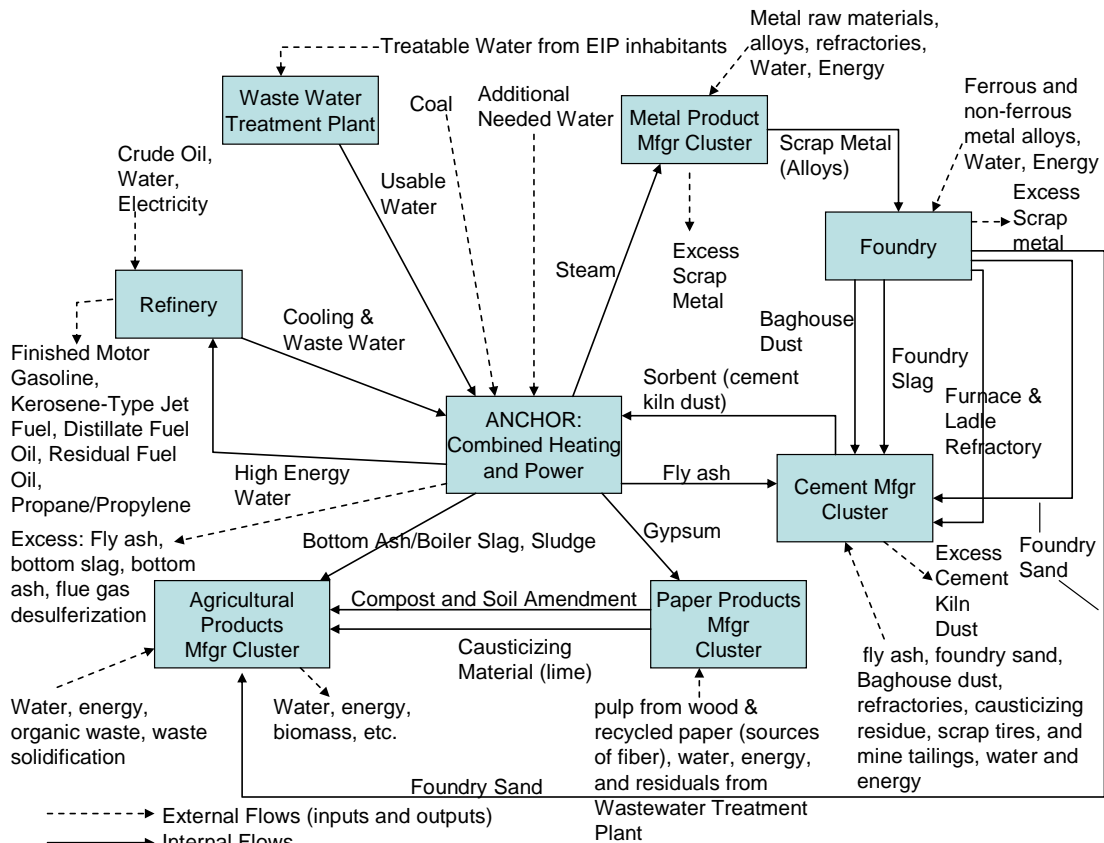 Treatable Water from EIP inhabitants
Metal raw materials,
alloys, refractories,
Water, Energy
Waste Water
Treatment Plant
Coal
Additional
Needed Water
Metal Product
Mfgr Cluster
Scrap Metal
(Alloys)
Ferrous and
non-ferrous
metal alloys,
Water, Energy
Crude Oil,
Water,
Electricity
Usable
Water
Excess
Scrap
metal
Foundry
Excess
Scrap
Metal
Steam
Refinery
Cooling &
Waste Water
Baghouse
Dust
Foundry
Slag
Furnace &
Ladle
Refractory
Finished Motor
Gasoline,
Kerosene-Type Jet
Fuel, Distillate Fuel
Oil, Residual Fuel
Oil,
Propane/Propylene
Sorbent (cement
kiln dust)
ANCHOR:
Combined Heating
and Power
High Energy
Water
Fly ash
Cement Mfgr
Cluster
Gypsum
Foundry
Sand
Excess: Fly ash,
bottom slag, bottom
ash, flue gas
desulferization
Bottom Ash/Boiler Slag, Sludge
Excess
Cement
Kiln
Dust
Agricultural
Products
Mfgr Cluster
Compost and Soil Amendment
Causticizing
Material (lime)
Paper Products
Mfgr
Cluster
fly ash, foundry sand,
Baghouse dust,
refractories, causticizing
residue, scrap tires, and
mine tailings, water and
energy
Water, energy,
organic waste, waste
solidification
Water, energy,
biomass, etc.
pulp from wood &
recycled paper (sources
of fiber), water, energy,
and residuals from
Wastewater Treatment
Plant
Foundry Sand
External Flows (inputs and outputs)
Internal Flows